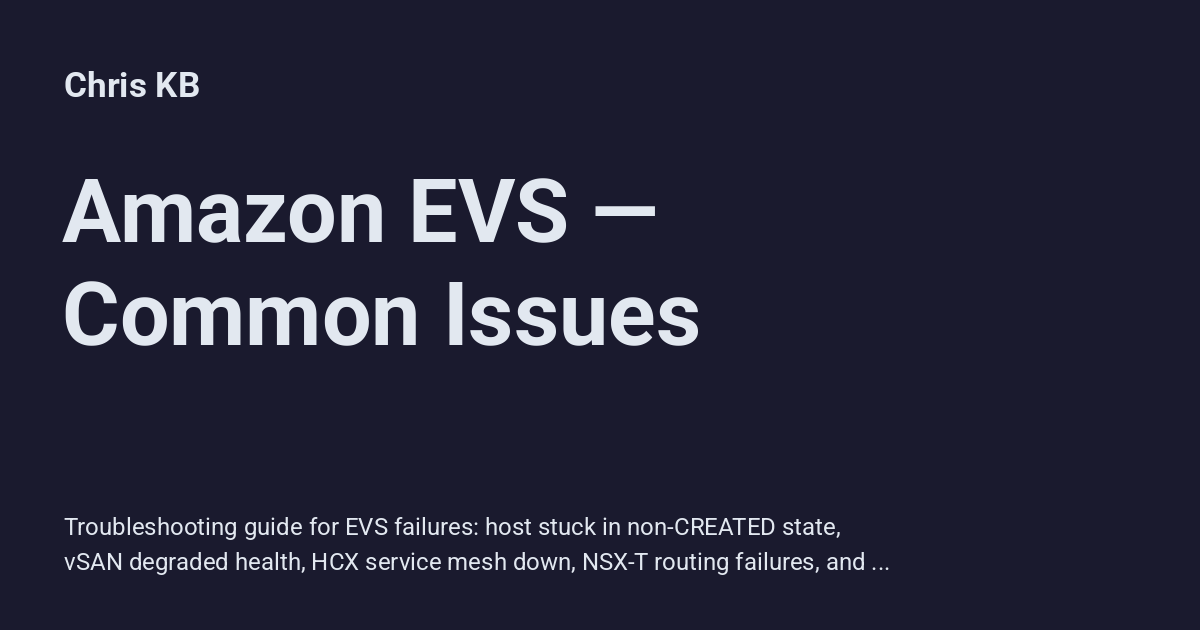 Chris KB
Amazon EVS —
Common Issues
Troubleshooting guide for EVS failures: host stuck in non-CREATED state,
vSAN degraded health, HCX service mesh down, NSX-T routing failures, and ...